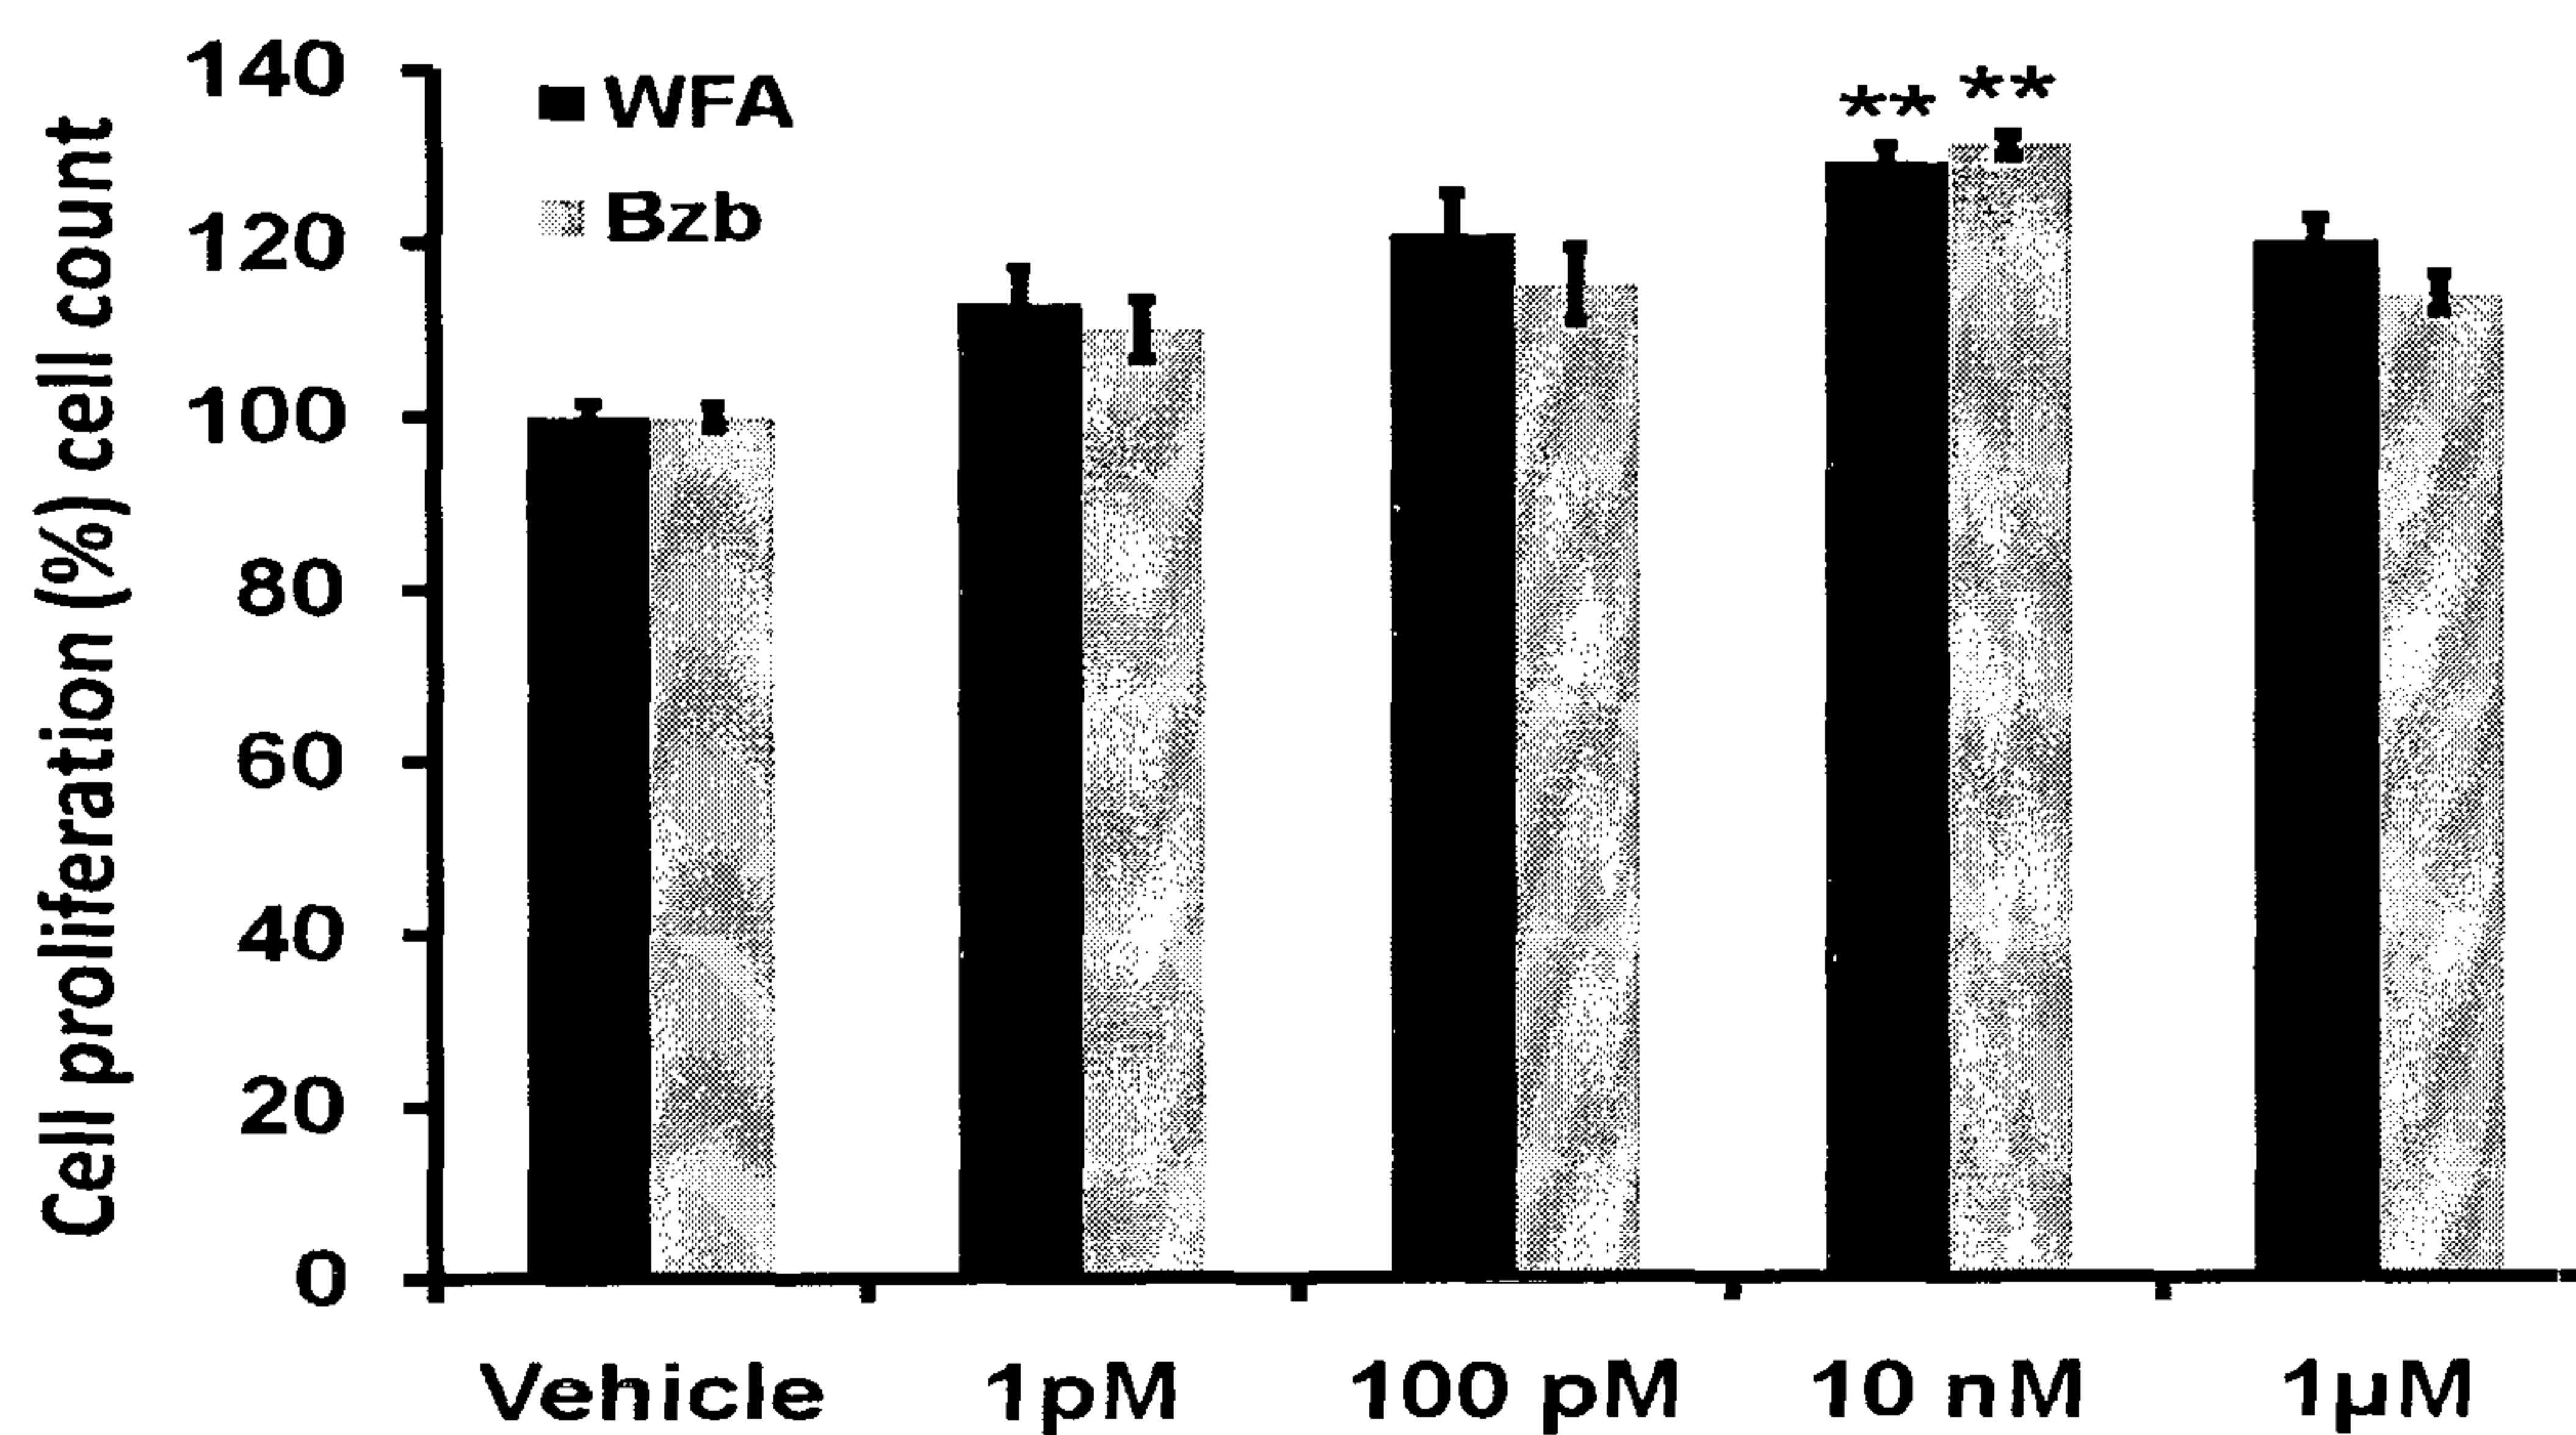 Cell proliferation (%) cell count
140
120
100
80
60
40
20
0
WFA
Bzb
** **
Vehicle 1pM 100 pM 10 nM 1µM